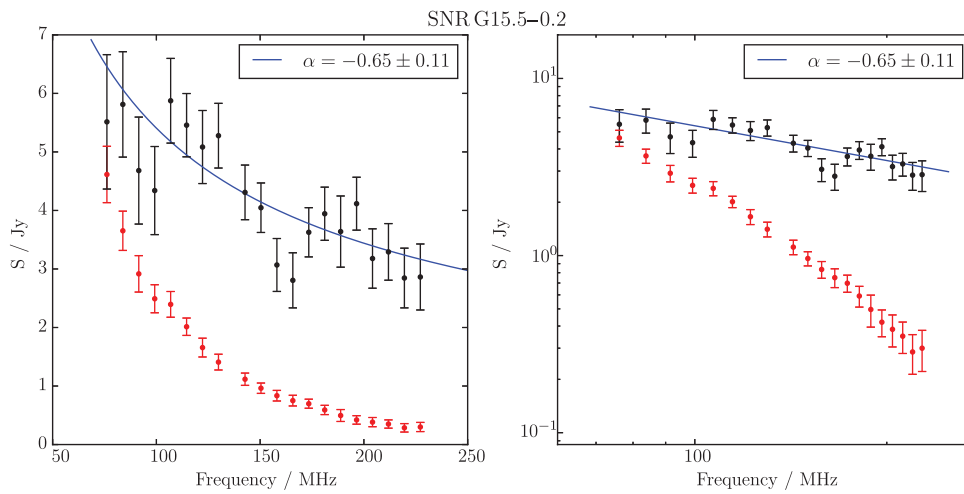 SNR G15.5–0.2
α = −0.65 ± 0.11
7
6
5
4
3
2
1
0
S / Jy
50
100
150
200
250
Frequency / MHz
α = −0.65 ± 0.11
10¹
10⁰
10⁻¹
S / Jy
100
Frequency / MHz